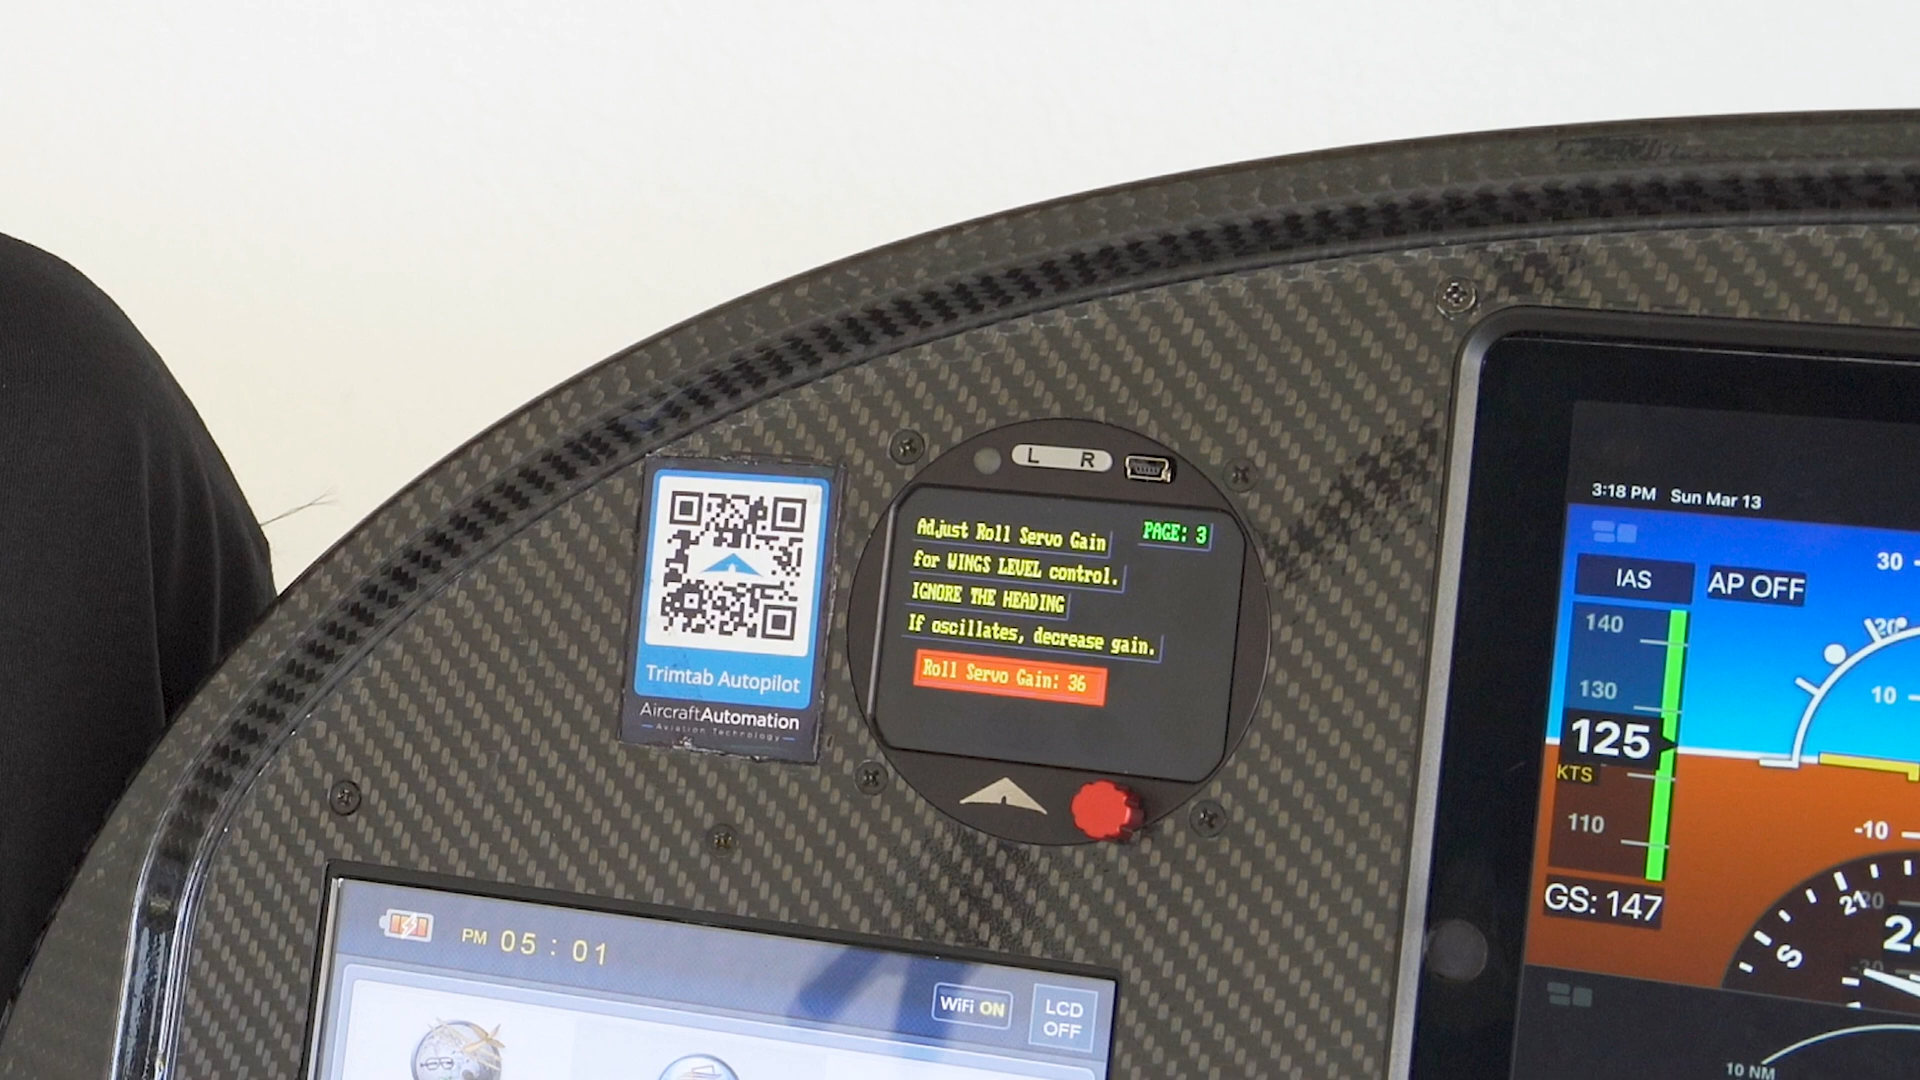 L R
Adjust Roll Servo Gain PAGE: 3
for WINGS LEVEL control.
IGNORE THE HEADING
If oscillates, decrease gain.
Roll Servo Gain: 36
Trimtab Autopilot
AircraftAutomation
Aviation Technology
3:18 PM Sun Mar 13
IAS
AP OFF
140
130
125
KTS
110
GS: 147
30
20
10
-10
21
S
10 NM
PM 05 : 01
WiFi ON
LCD
OFF